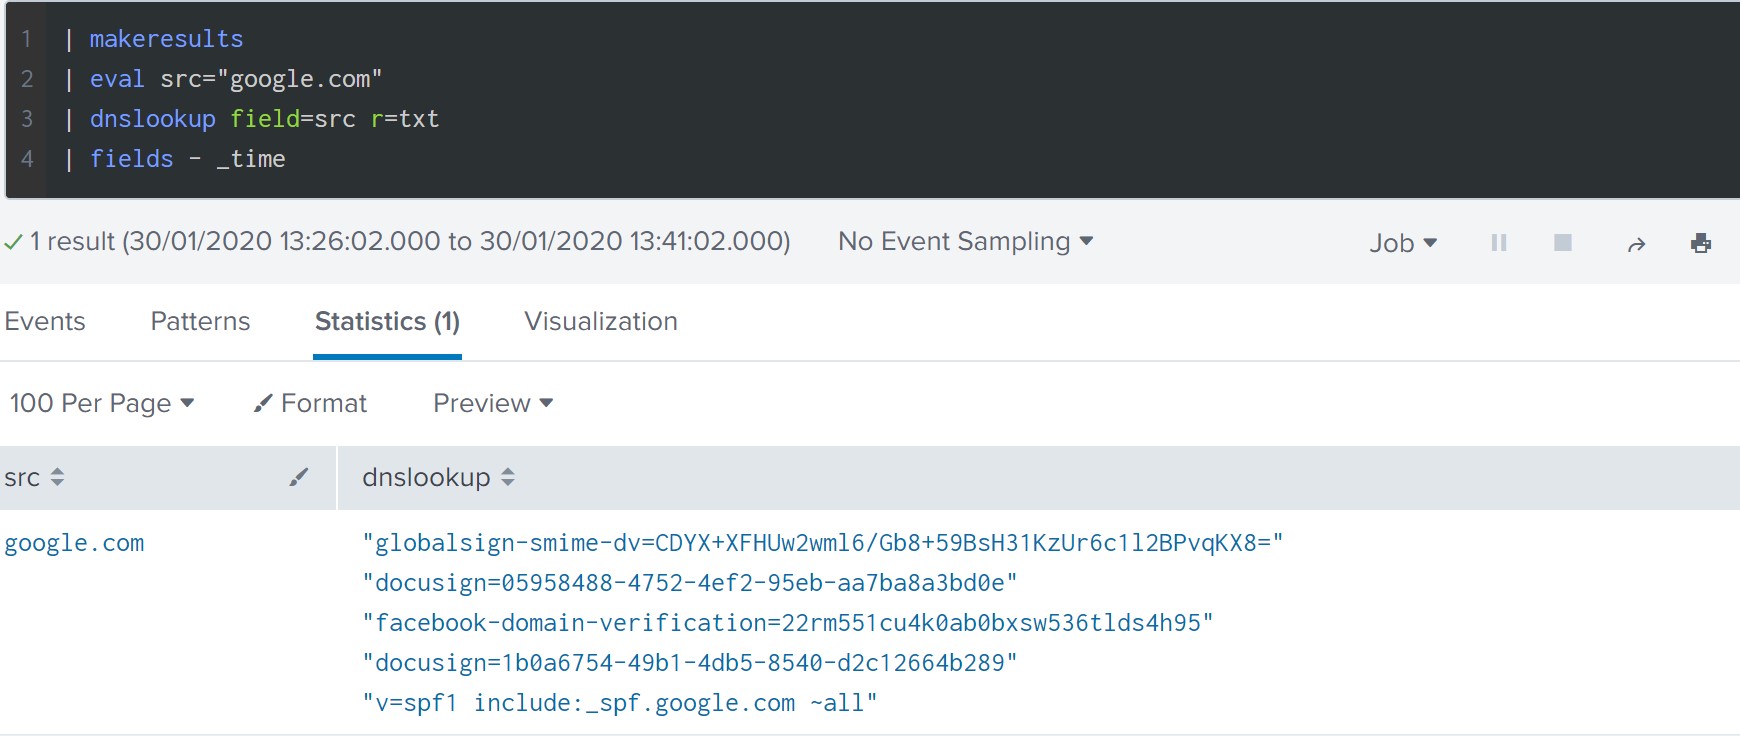 1 | makeresults
2 | eval src="google.com"
3 | dnslookup field=src r=txt
4 | fields - _time
1 result (30/01/2020 13:26:02.000 to 30/01/2020 13:41:02.000) No Event Sampling Job
Events Patterns Statistics (1) Visualization
100 Per Page Format Preview
src dnslookup
google.com "globalsign-smime-dv=CDYX+XFHUw2wml6/Gb8+59BsH31KzUr6c1l2BPvqKX8="
"docusign=05958488-4752-4ef2-95eb-aa7ba8a3bd0e"
"facebook-domain-verification=22rm551cu4k0ab0bxsw536tlds4h95"
"docusign=1b0a6754-49b1-4db5-8540-d2c12664b289"
"v=spf1 include:_spf.google.com ~all"